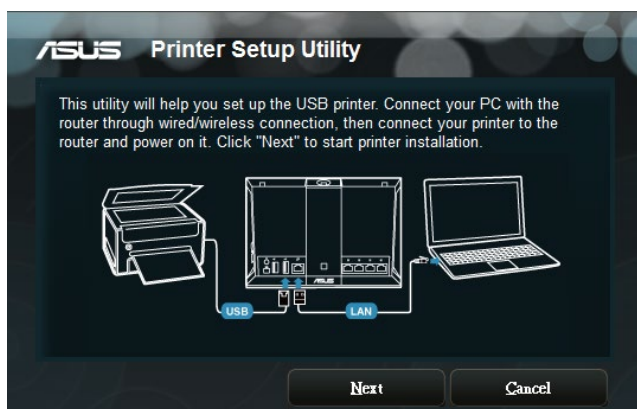 ASUS Printer Setup Utility
This utility will help you set up the USB printer. Connect your PC with the
router through wired/wireless connection, then connect your printer to the
router and power on it. Click "Next" to start printer installation.
ASUS
USB
LAN
Next
Cancel